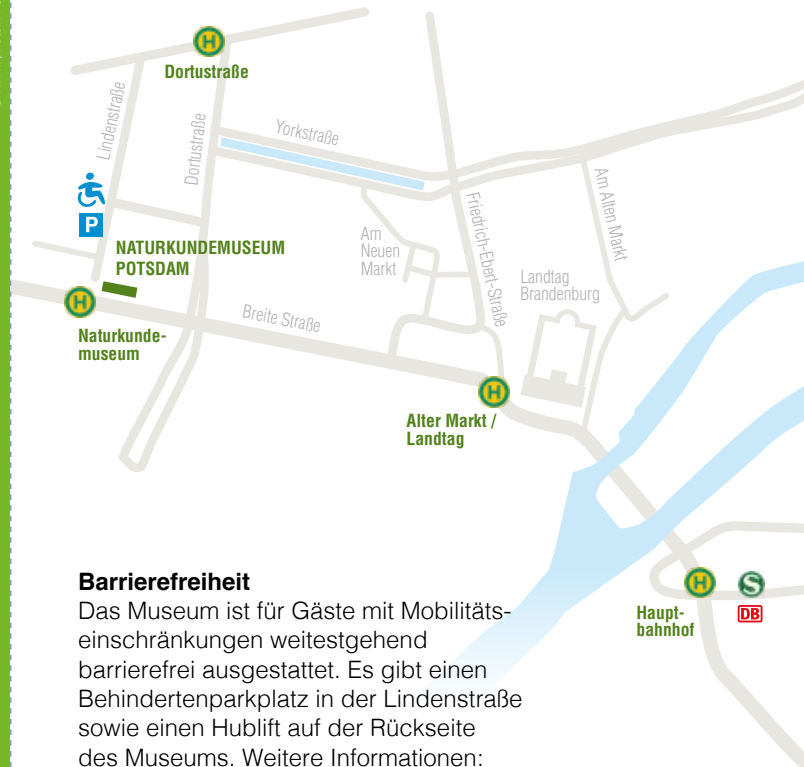 H
Dortustraße
Lindenstraße
Dortustraße
Yorkstraße
P
NATURKUNDEMUSEUM
POTSDAM
Am
Neuen
Markt
Friedrich-Ebert-Straße
Am Alten Markt
Landtag
Brandenburg
H
Naturkunde-
museum
Breite Straße
H
Alter Markt /
Landtag
H
S
DB
Haupt-
bahnhof
Barrierefreiheit
Das Museum ist für Gäste mit Mobilitäts-
einschränkungen weitestgehend
barrierefrei ausgestattet. Es gibt einen
Behindertenparkplatz in der Lindenstraße
sowie einen Hublift auf der Rückseite
des Museums. Weitere Informationen: